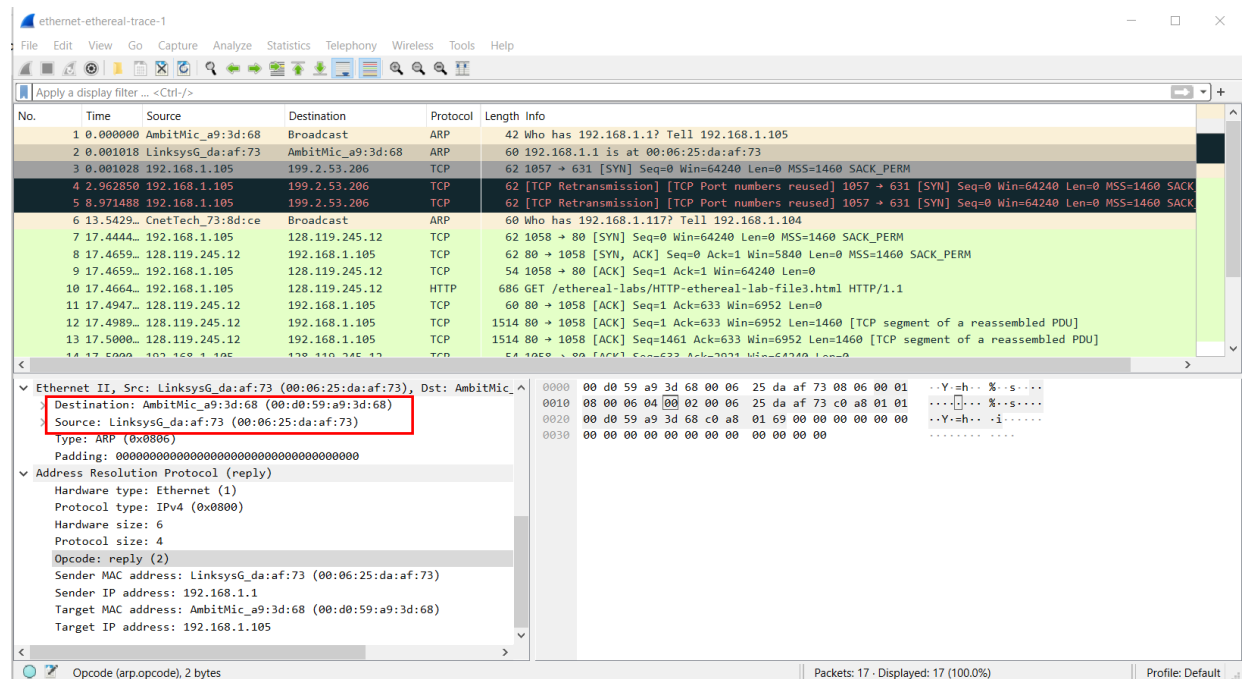 ethernet-ethereal-trace-1
File Edit View Go Capture Analyze Statistics Telephony Wireless Tools Help
Apply a display filter ... <Ctrl-/>
No. Time Source Destination Protocol Length Info
1 0.000000 AmbitMic_a9:3d:68 Broadcast ARP 42 Who has 192.168.1.1? Tell 192.168.1.105
2 0.001018 LinksysG_da:af:73 AmbitMic_a9:3d:68 ARP 60 192.168.1.1 is at 00:06:25:da:af:73
3 0.001028 192.168.1.105 199.2.53.206 TCP 62 1057 → 631 [SYN] Seq=0 Win=64240 Len=0 MSS=1460 SACK_PERM
4 2.962850 192.168.1.105 199.2.53.206 TCP 62 [TCP Retransmission] [TCP Port numbers reused] 1057 → 631 [SYN] Seq=0 Win=64240 Len=0 MSS=1460 SACK
5 8.971488 192.168.1.105 199.2.53.206 TCP 62 [TCP Retransmission] [TCP Port numbers reused] 1057 → 631 [SYN] Seq=0 Win=64240 Len=0 MSS=1460 SACK
6 13.5429… CnetTech_73:8d:ce Broadcast ARP 60 Who has 192.168.1.117? Tell 192.168.1.104
7 17.4444… 192.168.1.105 128.119.245.12 TCP 62 1058 → 80 [SYN] Seq=0 Win=64240 Len=0 MSS=1460 SACK_PERM
8 17.4659… 128.119.245.12 192.168.1.105 TCP 62 80 → 1058 [SYN, ACK] Seq=0 Ack=1 Win=5840 Len=0 MSS=1460 SACK_PERM
9 17.4659… 192.168.1.105 128.119.245.12 TCP 54 1058 → 80 [ACK] Seq=1 Ack=1 Win=64240 Len=0
10 17.4664… 192.168.1.105 128.119.245.12 HTTP 686 GET /ethereal-labs/HTTP-ethereal-lab-file3.html HTTP/1.1
11 17.4947… 128.119.245.12 192.168.1.105 TCP 60 80 → 1058 [ACK] Seq=1 Ack=633 Win=6952 Len=0
12 17.4989… 128.119.245.12 192.168.1.105 TCP 1514 80 → 1058 [ACK] Seq=1 Ack=633 Win=6952 Len=1460 [TCP segment of a reassembled PDU]
13 17.5000… 128.119.245.12 192.168.1.105 TCP 1514 80 → 1058 [ACK] Seq=1461 Ack=633 Win=6952 Len=1460 [TCP segment of a reassembled PDU]
14 17.5000 192.168.1.105 128.119.245.12 TCP 54 1058 → 80 [ACK] Seq=633 Ack=2921 Win=64240 Len=0
Ethernet II, Src: LinksysG_da:af:73 (00:06:25:da:af:73), Dst: AmbitMic_
Destination: AmbitMic_a9:3d:68 (00:d0:59:a9:3d:68)
Source: LinksysG_da:af:73 (00:06:25:da:af:73)
Type: ARP (0x0806)
Padding: 000000000000000000000000000000000000
Address Resolution Protocol (reply)
Hardware type: Ethernet (1)
Protocol type: IPv4 (0x0800)
Hardware size: 6
Protocol size: 4
Opcode: reply (2)
Sender MAC address: LinksysG_da:af:73 (00:06:25:da:af:73)
Sender IP address: 192.168.1.1
Target MAC address: AmbitMic_a9:3d:68 (00:d0:59:a9:3d:68)
Target IP address: 192.168.1.105
0000 00 d0 59 a9 3d 68 00 06 25 da af 73 08 06 00 01 ··Y·=h·· %··s····
0010 08 00 06 04 00 02 00 06 25 da af 73 c0 a8 01 01 ········ %··s····
0020 00 d0 59 a9 3d 68 c0 a8 01 69 00 00 00 00 00 00 ··Y·=h·· ·i······
0030 00 00 00 00 00 00 00 00 00 00 00 00 ········ ····
Opcode (arp.opcode), 2 bytes
Packets: 17 · Displayed: 17 (100.0%)
Profile: Default